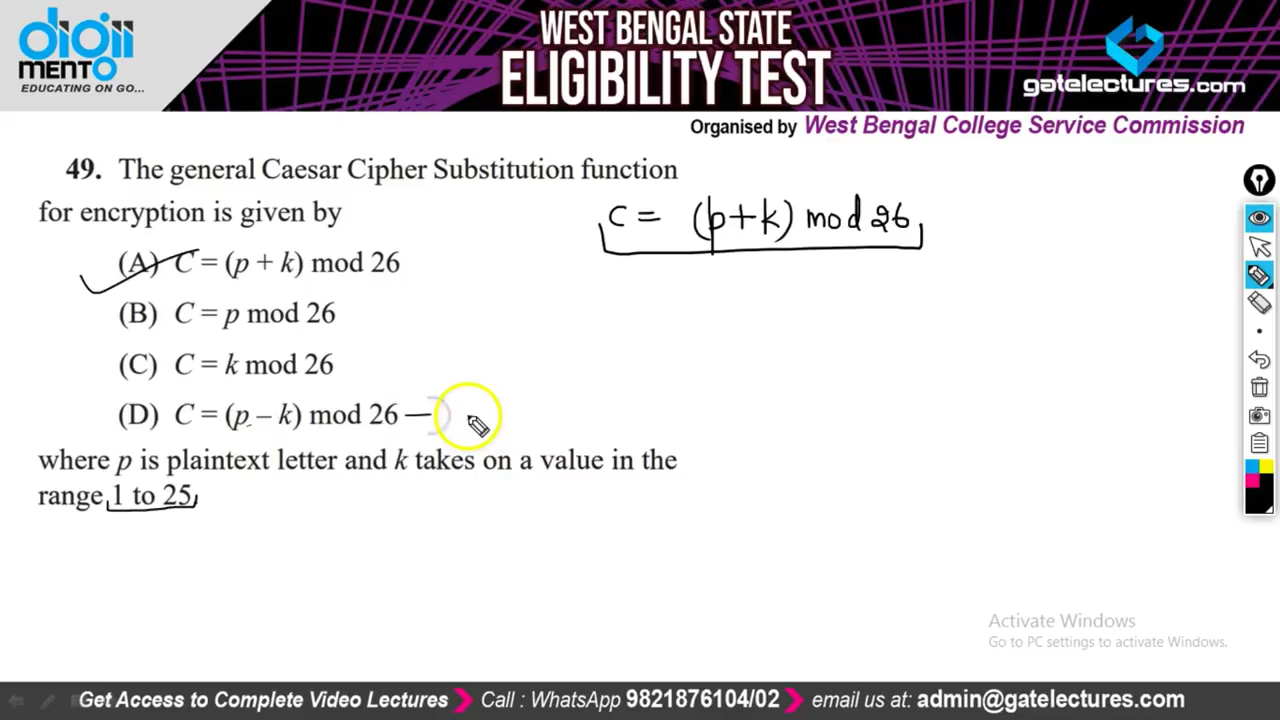 digii
MENTO
EDUCATING ON GO...
WEST BENGAL STATE
ELIGIBILITY TEST
gatelectures.com
Organised by West Bengal College Service Commission
49. The general Caesar Cipher Substitution function
for encryption is given by
C = (p+k) mod 26
(A) C = (p + k) mod 26
(B) C = p mod 26
(C) C = k mod 26
(D) C = (p – k) mod 26 —
where p is plaintext letter and k takes on a value in the
range 1 to 25
Activate Windows
Go to PC settings to activate Windows.
Get Access to Complete Video Lectures Call : WhatsApp 9821876104/02 email us at: admin@gatelectures.com